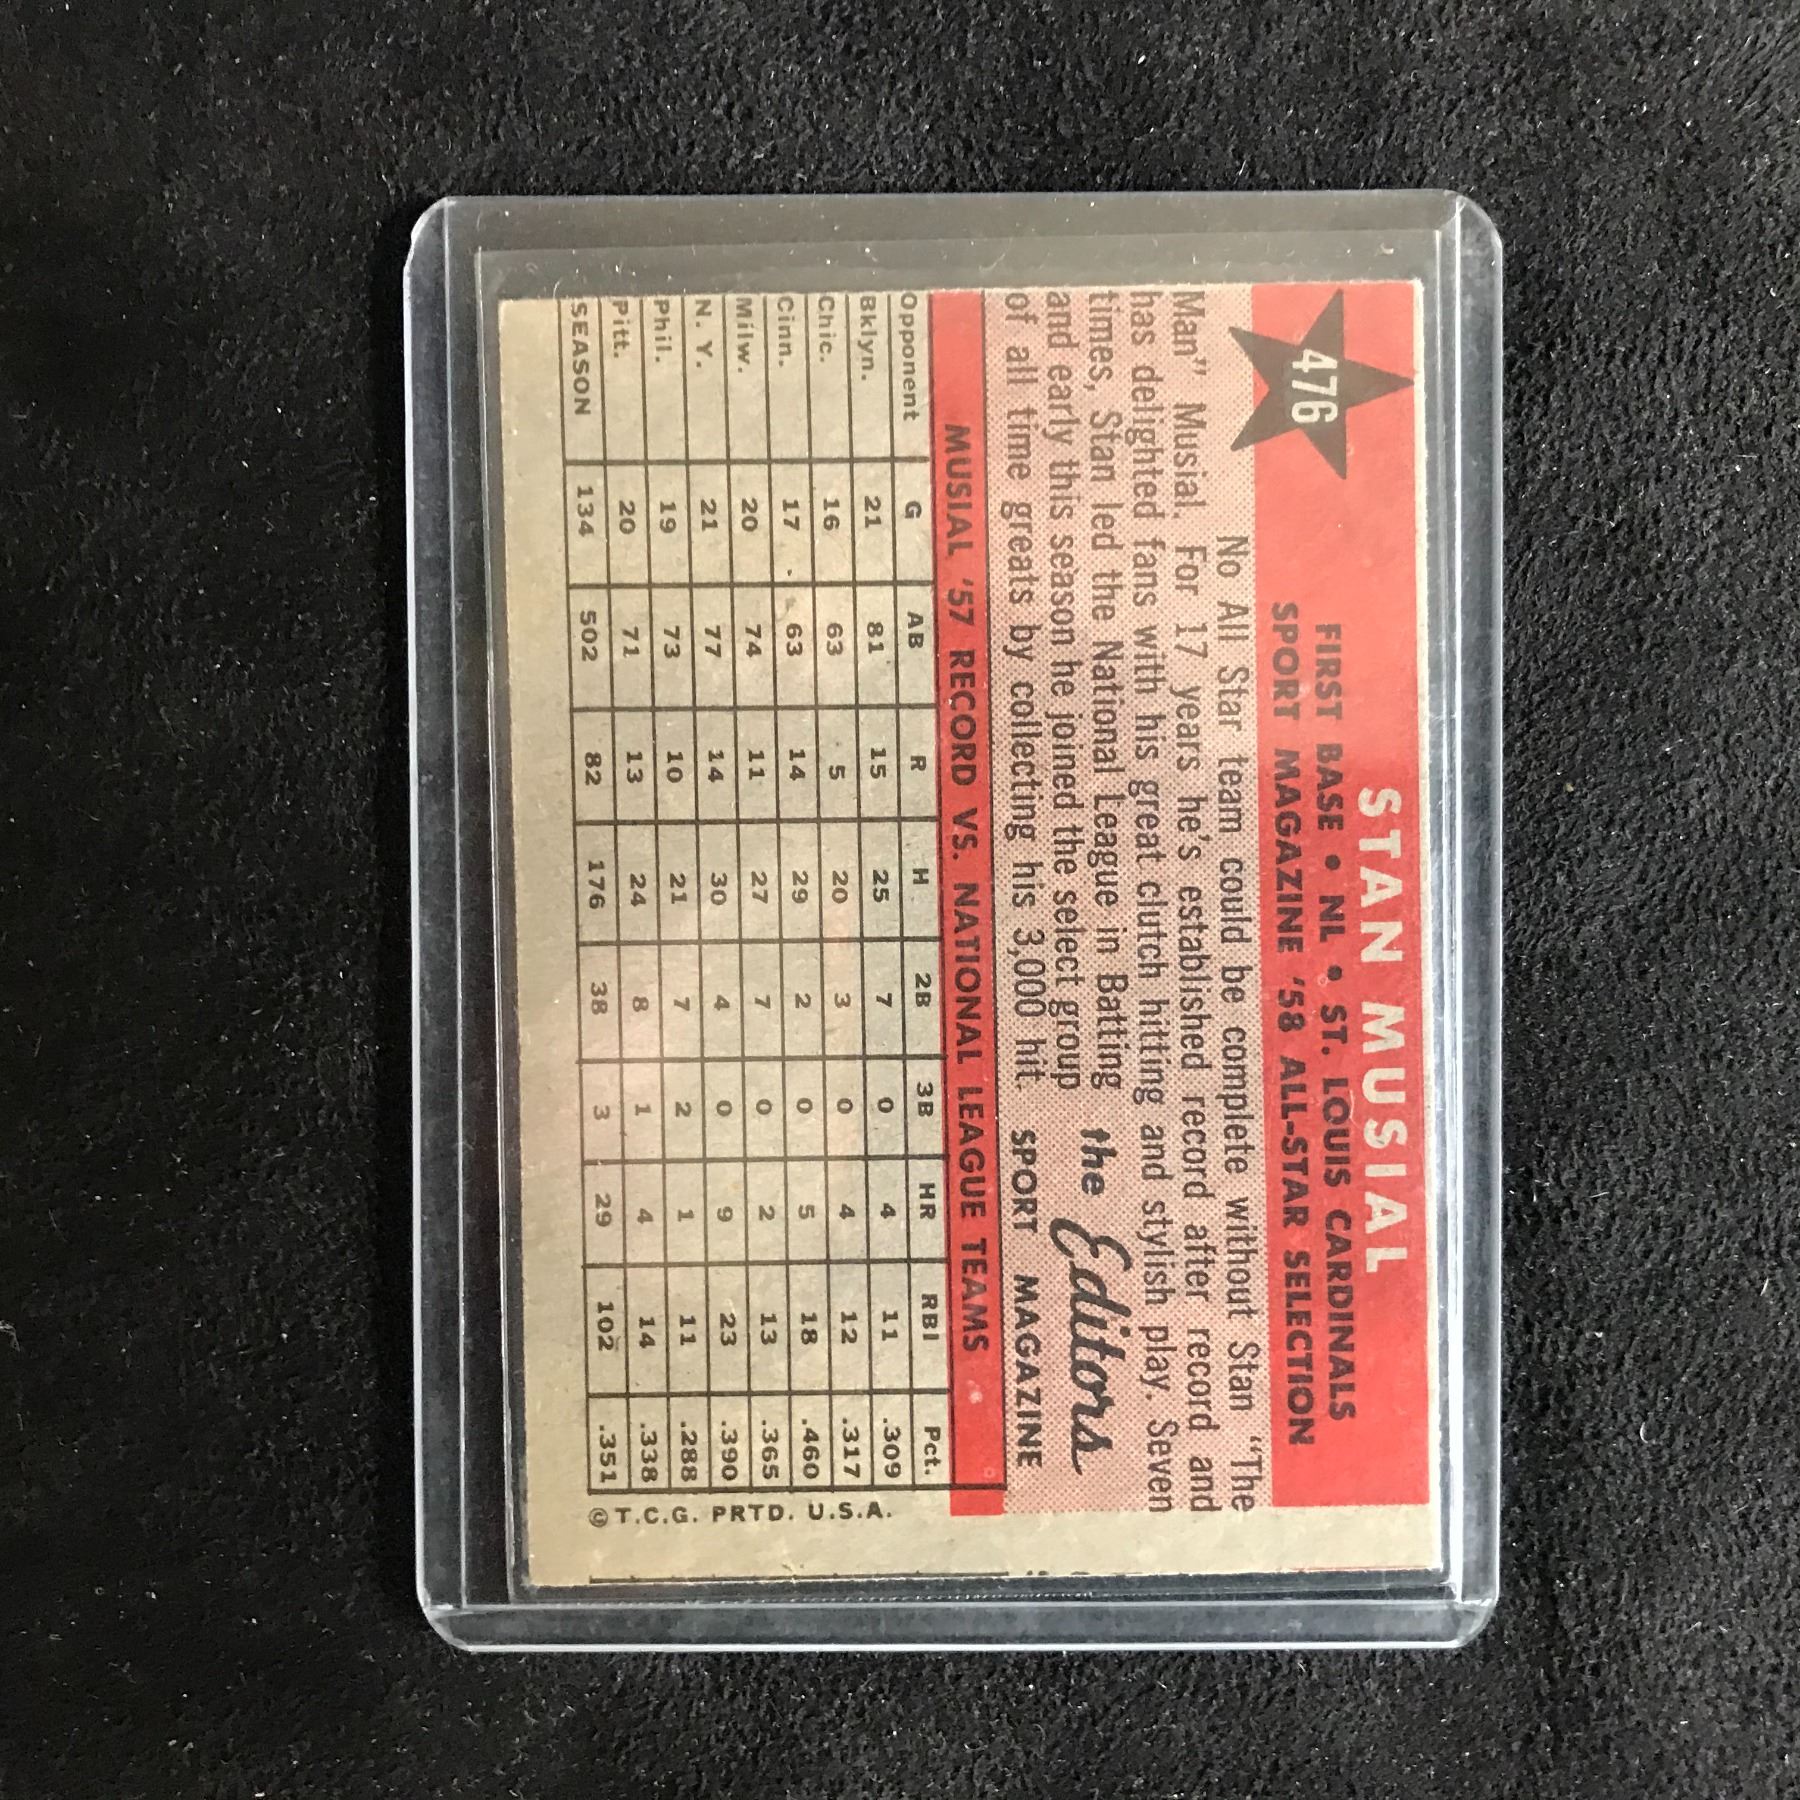 476
STAN MUSIAL
FIRST BASE • NL • ST. LOUIS CARDINALS
SPORT MAGAZINE '58 ALL-STAR SELECTION
No All Star team could be complete without Stan "The
Man" Musial. For 17 years he's established record after record and
has delighted fans with his great clutch hitting and stylish play. Seven
times, Stan led the National League in Batting
and early this season he joined the select group
of all time greats by collecting his 3,000 hit.
the Editors
SPORT MAGAZINE
MUSIAL '57 RECORD VS. NATIONAL LEAGUE TEAMS
Opponent G AB R H 2B 3B HR RBI Pct.
Bklyn. 21 81 15 25 7 0 4 11 .309
Chic. 16 63 5 20 3 0 4 12 .317
Cinn. 17 63 14 29 2 0 5 18 .460
Milw. 20 74 11 27 7 0 2 13 .365
N. Y. 21 77 14 30 4 0 9 23 .390
Phil. 19 73 10 21 7 2 1 11 .288
Pitt. 20 71 13 24 8 1 4 14 .338
SEASON 134 502 82 176 38 3 29 102 .351
© T.C.G. PRTD. U.S.A.